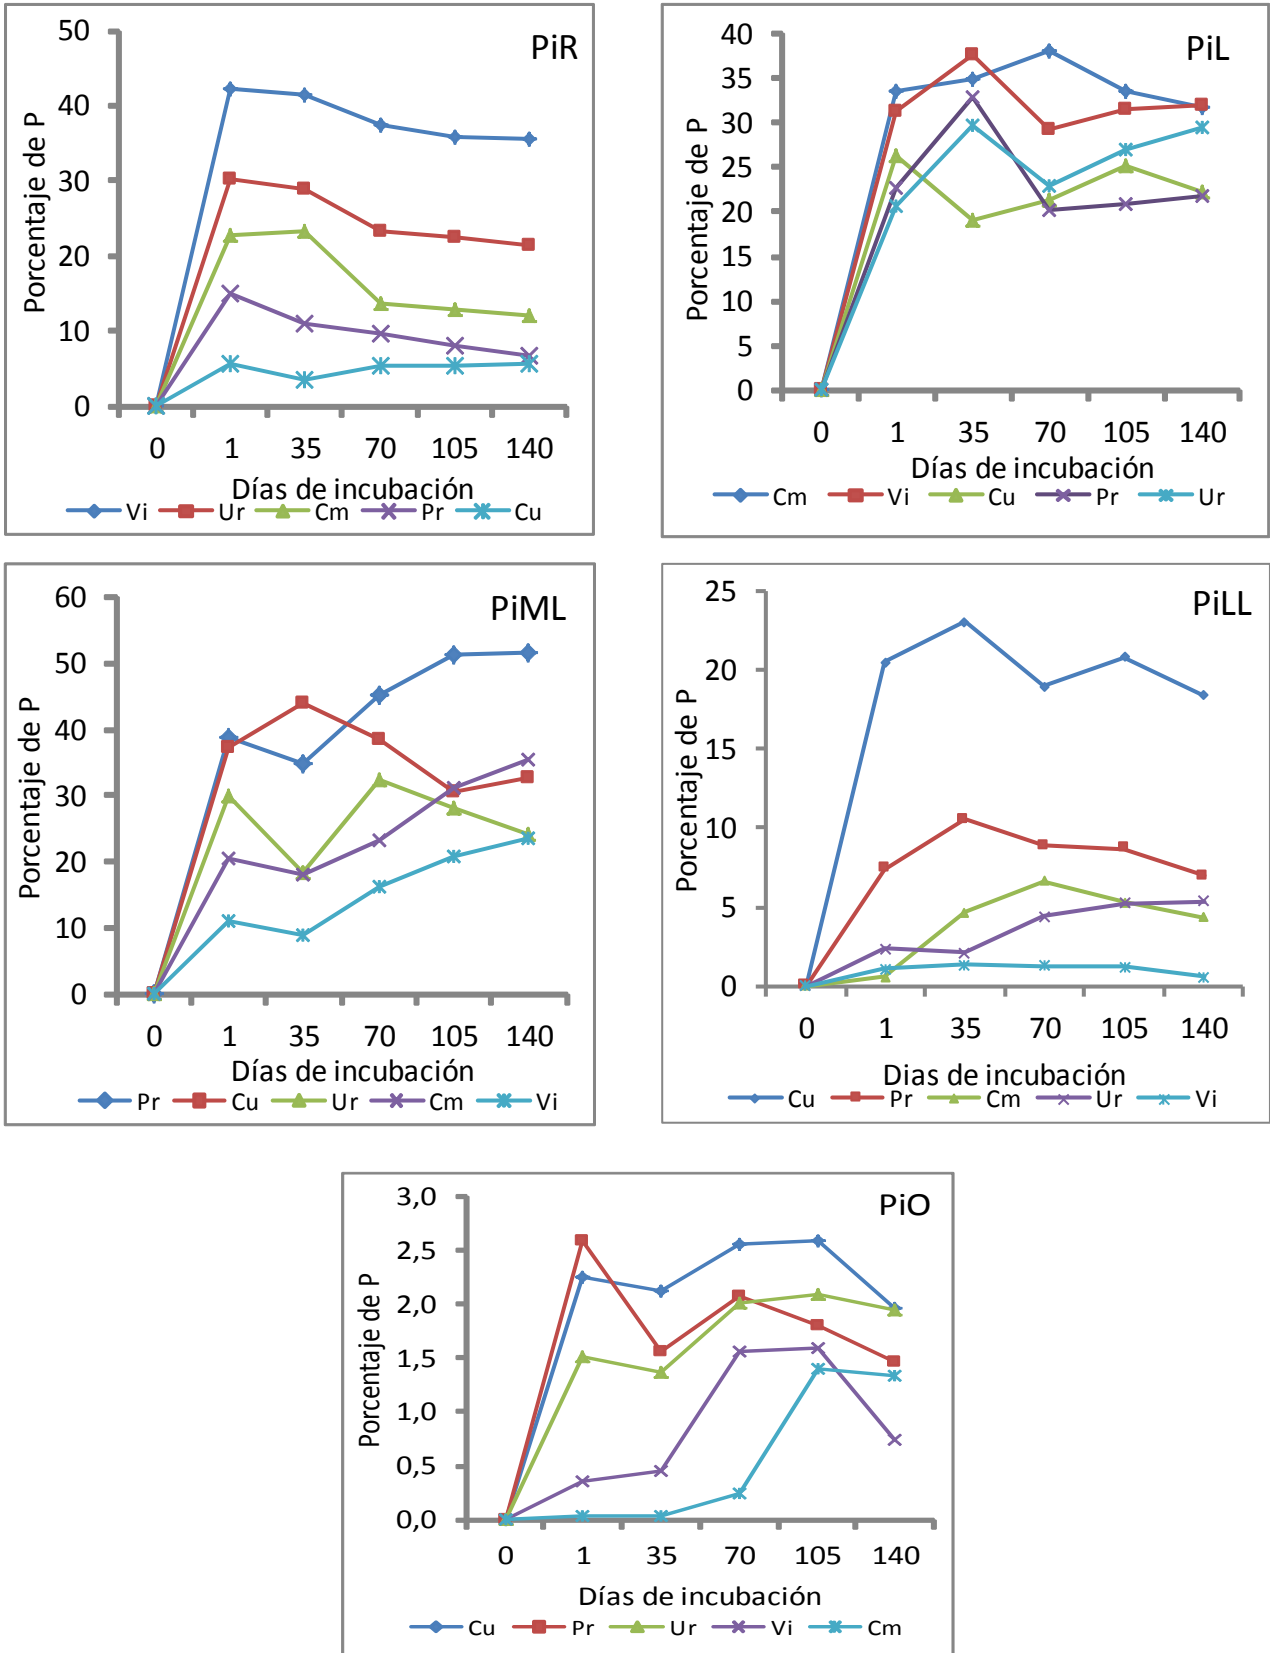 PiR
50
40
30
20
10
0
Porcentaje de P
0 1 35 70 105 140
Días de incubación
Vi Ur Cm Pr Cu
PiL
40
35
30
25
20
15
10
5
0
Porcentaje de P
0 1 35 70 105 140
Días de incubación
Cm Vi Cu Pr Ur
PiML
60
50
40
30
20
10
0
Porcentaje de P
0 1 35 70 105 140
Días de incubación
Pr Cu Ur Cm Vi
PiLL
25
20
15
10
5
0
Porcentaje de P
0 1 35 70 105 140
Dias de incubación
Cu Pr Cm Ur Vi
PiO
3,0
2,5
2,0
1,5
1,0
0,5
0,0
Porcentaje de P
0 1 35 70 105 140
Días de incubación
Cu Pr Ur Vi Cm